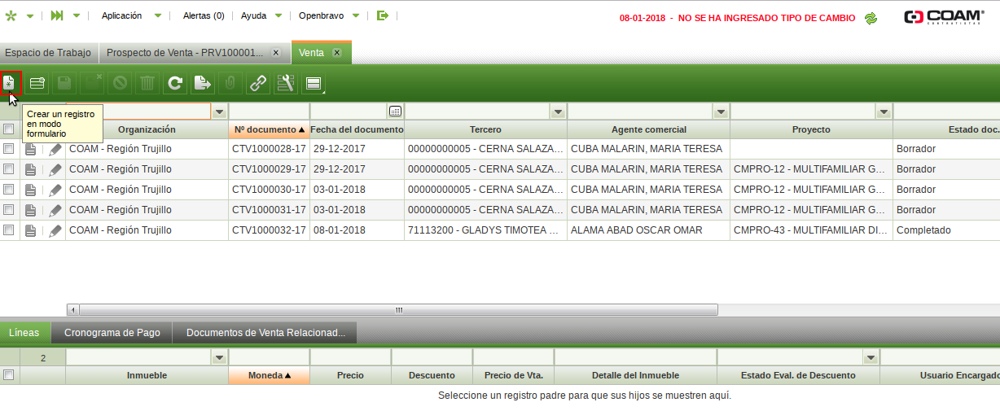 Aplicación Alertas (0) Ayuda Openbravo 08-01-2018 - NO SE HA INGRESADO TIPO DE CAMBIO COAM
CONTRATISTAS
Espacio de Trabajo Prospecto de Venta - PRV100001... Venta
Crear un registro
en modo
formulario
Organización Nº documento Fecha del documento Tercero Agente comercial Proyecto Estado doc.
COAM - Región Trujillo CTV1000028-17 29-12-2017 00000000005 - CERNA SALAZA... CUBA MALARIN, MARIA TERESA Borrador
COAM - Región Trujillo CTV1000029-17 29-12-2017 00000000005 - CERNA SALAZA... CUBA MALARIN, MARIA TERESA CMPRO-12 - MULTIFAMILIAR G... Borrador
COAM - Región Trujillo CTV1000030-17 03-01-2018 00000000005 - CERNA SALAZA... CUBA MALARIN, MARIA TERESA CMPRO-12 - MULTIFAMILIAR G... Borrador
COAM - Región Trujillo CTV1000031-17 03-01-2018 00000000005 - CERNA SALAZA... CUBA MALARIN, MARIA TERESA CMPRO-12 - MULTIFAMILIAR G... Borrador
COAM - Región Trujillo CTV1000032-17 08-01-2018 71113200 - GLADYS TIMOTEA ... ALAMA ABAD OSCAR OMAR CMPRO-43 - MULTIFAMILIAR DI... Completado
Líneas Cronograma de Pago Documentos de Venta Relacionad...
2
Inmueble Moneda Precio Descuento Precio de Vta. Detalle del Inmueble Estado Eval. de Descuento Usuario Encargado
Seleccione un registro padre para que sus hijos se muestren aquí.